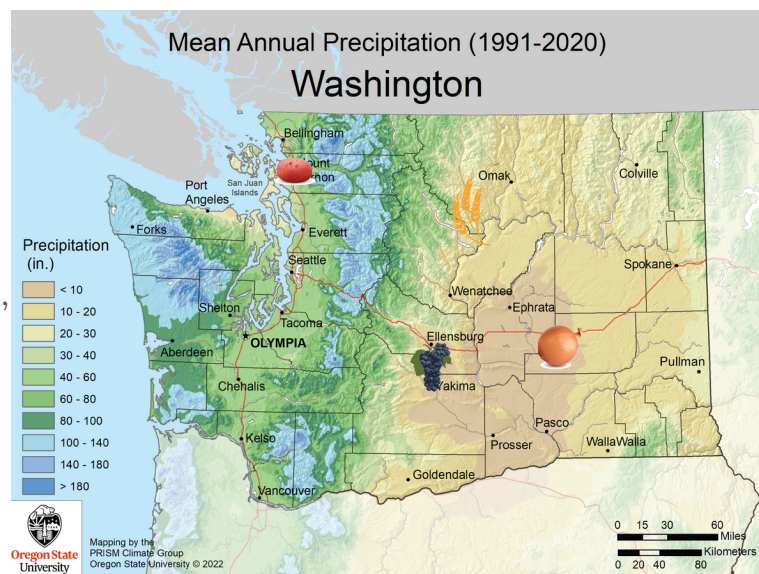 Mean Annual Precipitation (1991-2020)
Washington
Bellingham
San Juan
Islands
Port
Angeles
Omak
Colville
Forks
Everett
Seattle
Spokane
Wenatchee
Ephrata
Shelton
Tacoma
OLYMPIA
Ellensburg
Aberdeen
Pullman
Chehalis
Yakima
Pasco
Kelso
Prosser
WallaWalla
Goldendale
Vancouver
,
Precipitation
(in.)
< 10
10 - 20
20 - 30
30 - 40
40 - 60
60 - 80
80 - 100
100 - 140
140 - 180
> 180
Oregon State
University
Mapping by the
PRISM Climate Group
Oregon State University © 2022
0 15 30 60
Miles
Kilometers
0 20 40 80